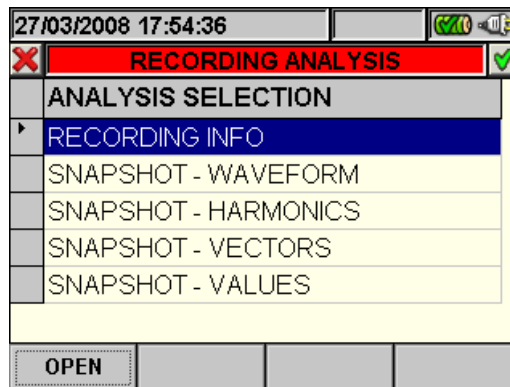 27/03/2008 17:54:36
RECORDING ANALYSIS
ANALYSIS SELECTION
RECORDING INFO
SNAPSHOT - WAVEFORM
SNAPSHOT - HARMONICS
SNAPSHOT - VECTORS
SNAPSHOT - VALUES
OPEN